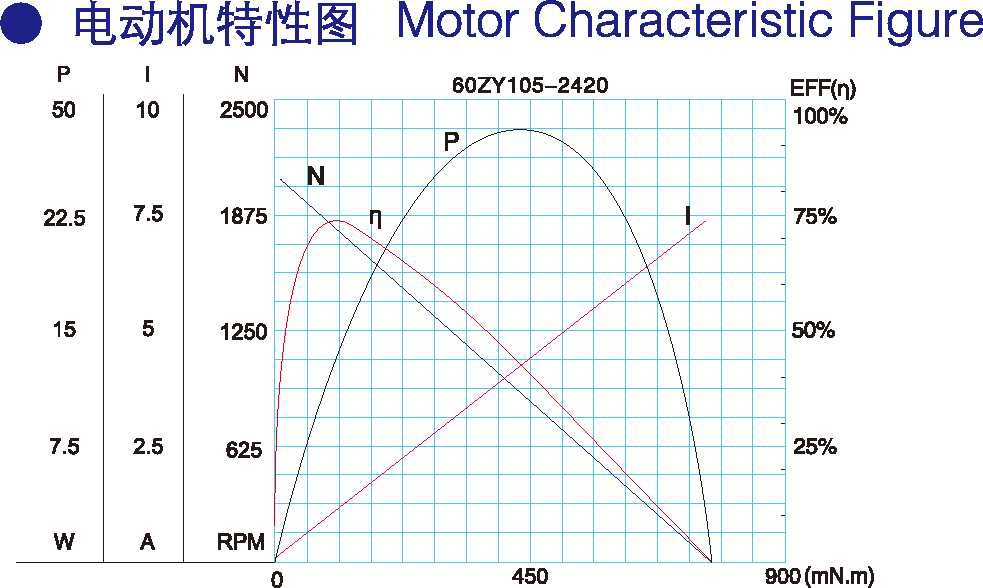 电动机特性图 Motor Characteristic Figure
P I N
60ZY105-2420
EFF(η)
50 10 2500 100%
P
N
22.5 7.5 1875 η I 75%
15 5 1250 50%
7.5 2.5 625 25%
W A RPM
0 450 900 (mN.m)